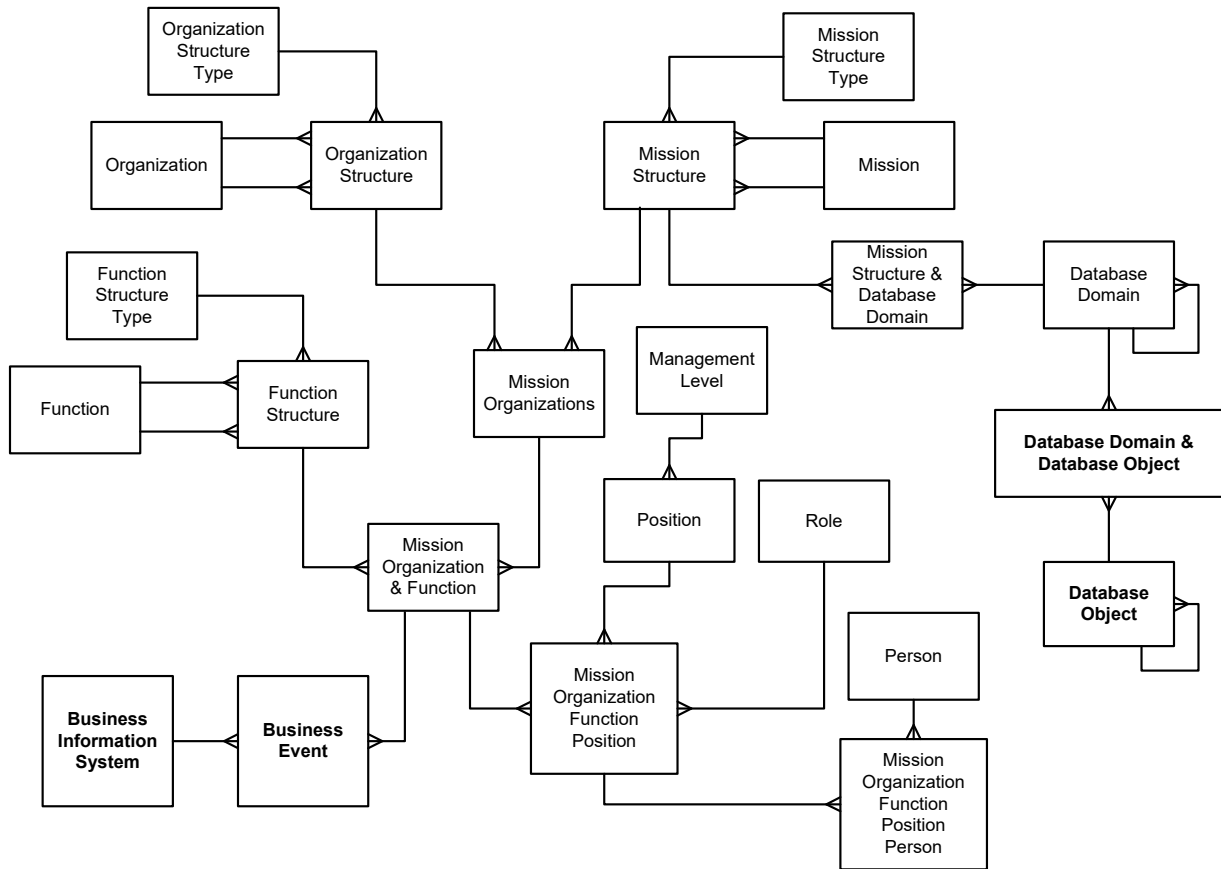 Organization
Structure
Type
Mission
Structure
Type
Organization
Organization
Structure
Mission
Structure
Mission
Function
Structure
Type
Mission
Structure &
Database
Domain
Database
Domain
Function
Function
Structure
Mission
Organizations
Management
Level
Database Domain &
Database Object
Position
Role
Mission
Organization
& Function
Database
Object
Person
Business
Information
System
Business
Event
Mission
Organization
Function
Position
Mission
Organization
Function
Position
Person